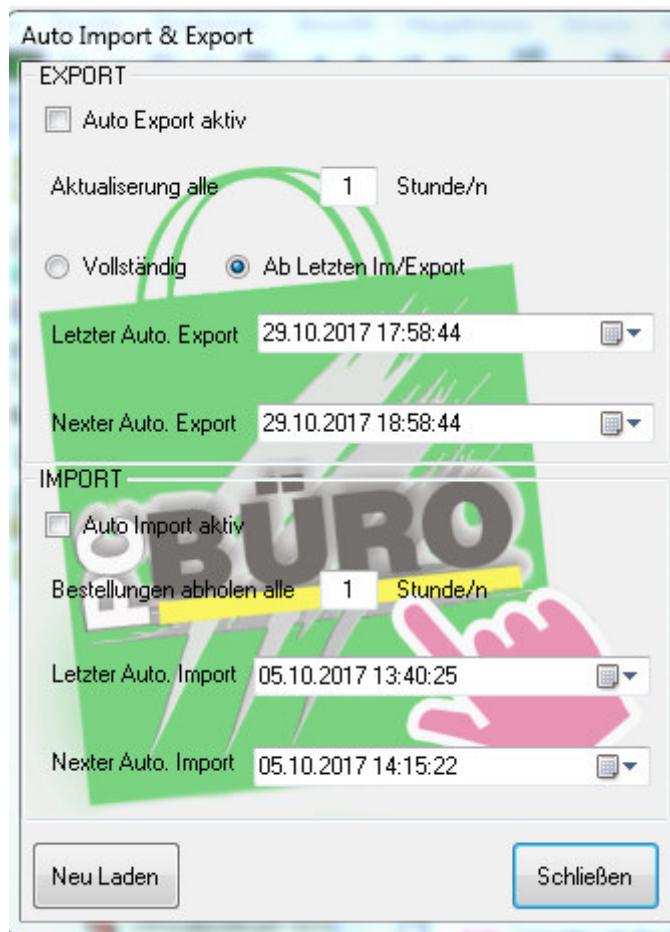 Auto Import & Export
EXPORT
Auto Export aktiv
Aktualiserung alle 1 Stunde/n
Vollständig Ab Letzten Im/Export
Letzter Auto. Export 29.10.2017 17:58:44
Nexter Auto. Export 29.10.2017 18:58:44
IMPORT
Auto Import aktiv
PC BÜRO
Bestellungen abholen alle 1 Stunde/n
Letzter Auto. Import 05.10.2017 13:40:25
Nexter Auto. Import 05.10.2017 14:15:22
Neu Laden Schließen